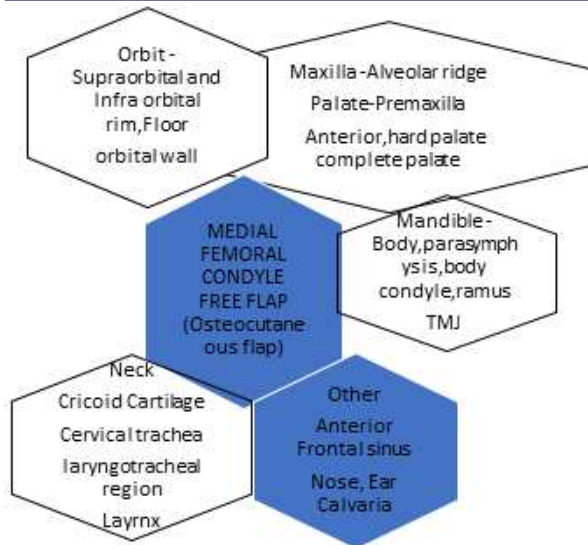 Orbit -
Supraorbital and
Infra orbital
rim,Floor
orbital wall
Maxilla-Alveolar ridge
Palate-Premaxilla
Anterior,hard palate
complete palate
MEDIAL
FEMORAL
CONDYLE
FREE FLAP
(Osteocutane
ous flap)
Mandible -
Body,parasymph
ysis,body
condyle,ramus
TMJ
Neck
Cricoid Cartilage
Cervical trachea
laryngotracheal
region
Layrnx
Other
Anterior
Frontal sinus
Nose, Ear
Calvaria